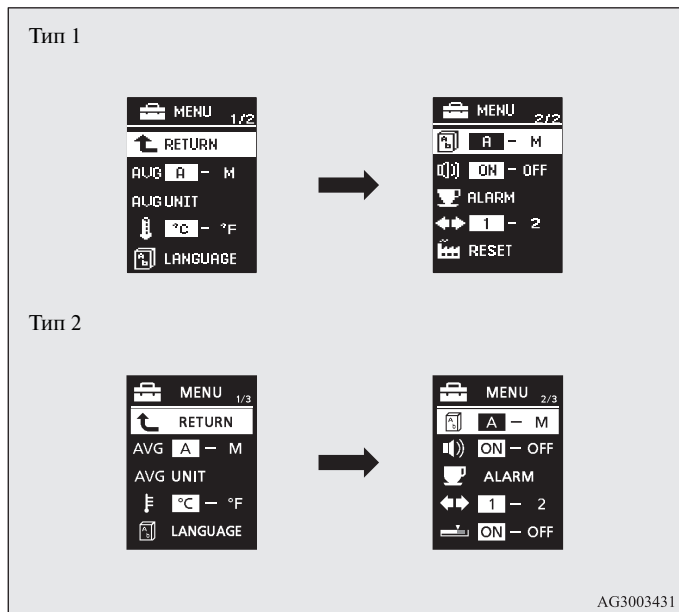 Тип 1
MENU 1/2
RETURN
AVG A - M
AVG UNIT
°C - °F
LANGUAGE
MENU 2/2
A - M
ON - OFF
ALARM
1 - 2
RESET
Тип 2
MENU 1/3
RETURN
AVG A - M
AVG UNIT
°C - °F
LANGUAGE
MENU 2/3
A - M
ON - OFF
ALARM
1 - 2
ON - OFF
AG3003431